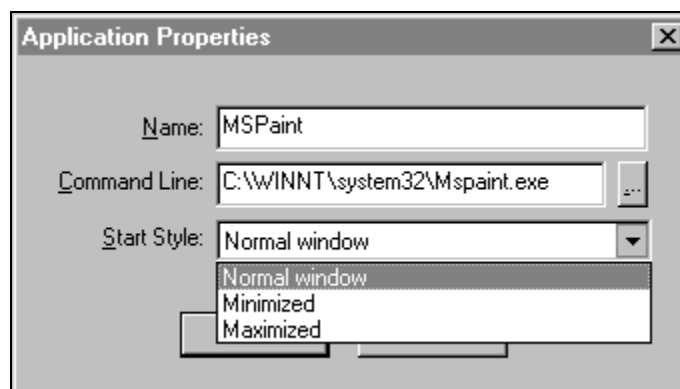 Application Properties
Name: MSPaint
Command Line: C:\WINNT\system32\Mspaint.exe ...
Start Style: Normal window
Normal window
Minimized
Maximized